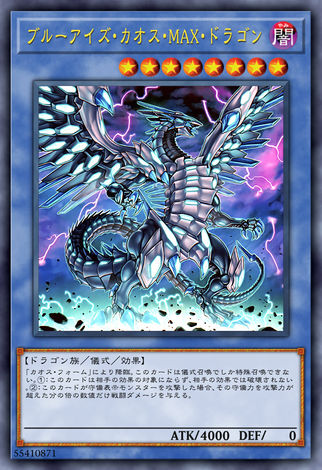 ブルーアイズ・カオス・MAX・ドラゴン
闇
やみ
【ドラゴン族／儀式／効果】
「カオス・フォーム」により降臨。このカードは儀式召喚でしか特殊召喚できな
い。①：このカードは相手の効果の対象にならず、相手の効果では破壊されない
。②：このカードが守備表示モンスターを攻撃した場合、その守備力を攻撃力が
超えた分の倍の数値だけ戦闘ダメージを与える。
ATK/4000 DEF/ 0
55410871